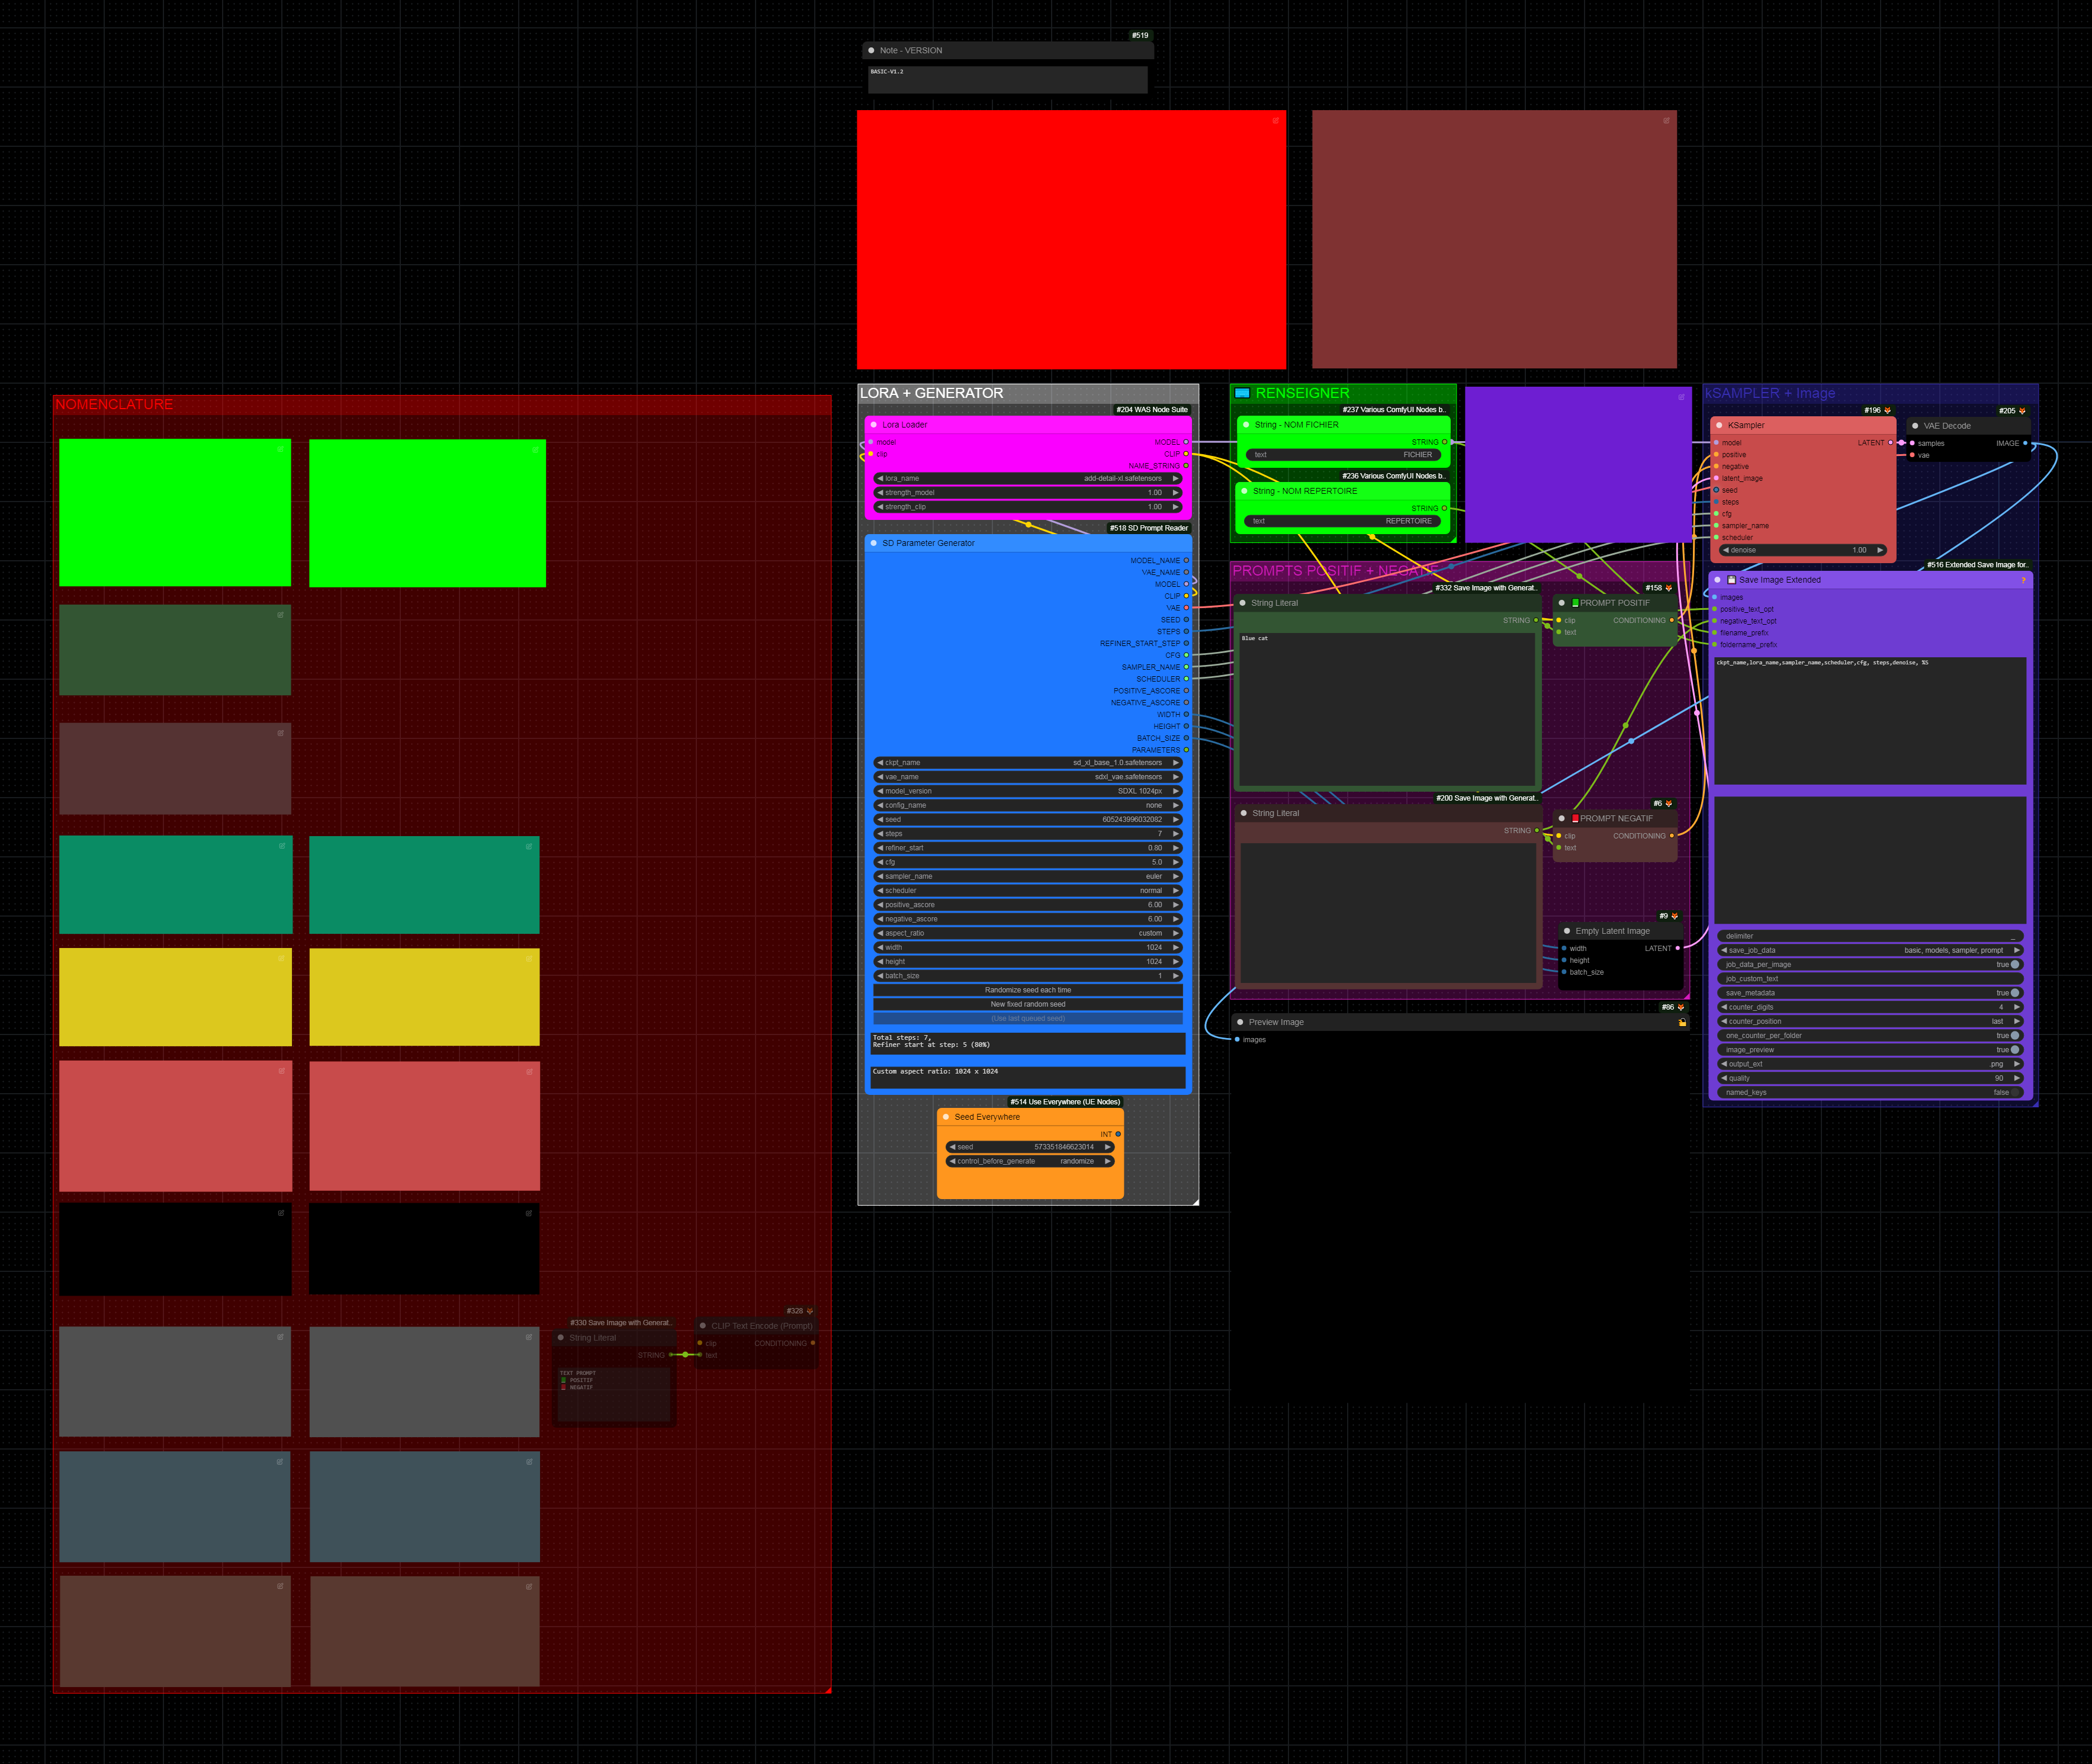 #519
Note - VERSION
BASIC-V1.2
NOMENCLATURE
#330 Save Image with Generat..
String Literal
STRING
TEXT PROMPT
POSITIF
NEGATIF
#328
CLIP Text Encode (Prompt)
clip CONDITIONING
text
LORA + GENERATOR
#204 WAS Node Suite
Lora Loader
model MODEL
clip CLIP
NAME_STRING
lora_name add-detail-xl.safetensors
strength_model 1.00
strength_clip 1.00
#518 SD Prompt Reader
SD Parameter Generator
MODEL_NAME
VAE_NAME
MODEL
CLIP
VAE
SEED
STEPS
REFINER_START_STEP
CFG
SAMPLER_NAME
SCHEDULER
POSITIVE_ASCORE
NEGATIVE_ASCORE
WIDTH
HEIGHT
BATCH_SIZE
PARAMETERS
ckpt_name sd_xl_base_1.0.safetensors
vae_name sdxl_vae.safetensors
model_version SDXL 1024px
config_name none
seed 605243996032082
steps 7
refiner_start 0.80
cfg 5.0
sampler_name euler
scheduler normal
positive_ascore 6.00
negative_ascore 6.00
aspect_ratio custom
width 1024
height 1024
batch_size 1
Randomize seed each time
New fixed random seed
(Use last queued seed)
Total steps: 7,
Refiner start at step: 5 (80%)
Custom aspect ratio: 1024 x 1024
#514 Use Everywhere (UE Nodes)
Seed Everywhere
INT
seed 573351846623014
control_before_generate randomize
RENSEIGNER
#237 Various ComfyUI Nodes b..
String - NOM FICHIER
STRING
text FICHIER
#236 Various ComfyUI Nodes b..
String - NOM REPERTOIRE
STRING
text REPERTOIRE
PROMPTS POSITIF + NEGATIF
#332 Save Image with Generat..
String Literal
STRING
Blue cat
#158
PROMPT POSITIF
clip CONDITIONING
text
#200 Save Image with Generat..
String Literal
STRING
#6
PROMPT NEGATIF
clip CONDITIONING
text
#9
Empty Latent Image
width LATENT
height
batch_size
#86
Preview Image
images
kSAMPLER + Image
#196
KSampler
model LATENT
positive
negative
latent_image
seed
steps
cfg
sampler_name
scheduler
denoise 1.00
#205
VAE Decode
samples IMAGE
vae
#516 Extended Save Image for..
Save Image Extended ?
images
positive_text_opt
negative_text_opt
filename_prefix
foldername_prefix
ckpt_name,lora_name,sampler_name,scheduler,cfg, steps,denoise, %S
delimiter _
save_job_data basic, models, sampler, prompt
job_data_per_image true
job_custom_text
save_metadata true
counter_digits 4
counter_position last
one_counter_per_folder true
image_preview true
output_ext .png
quality 90
named_keys false